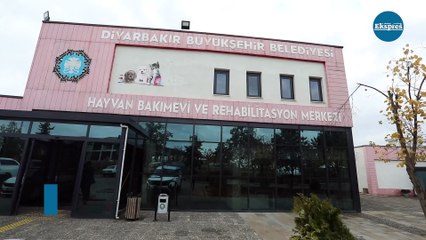 Ekspres
DİYARBAKIR BÜYÜKŞEHİR BELEDİYESİ
HAYVAN BAKIMEVİ VE REHABİLİTASYON MERKEZİ